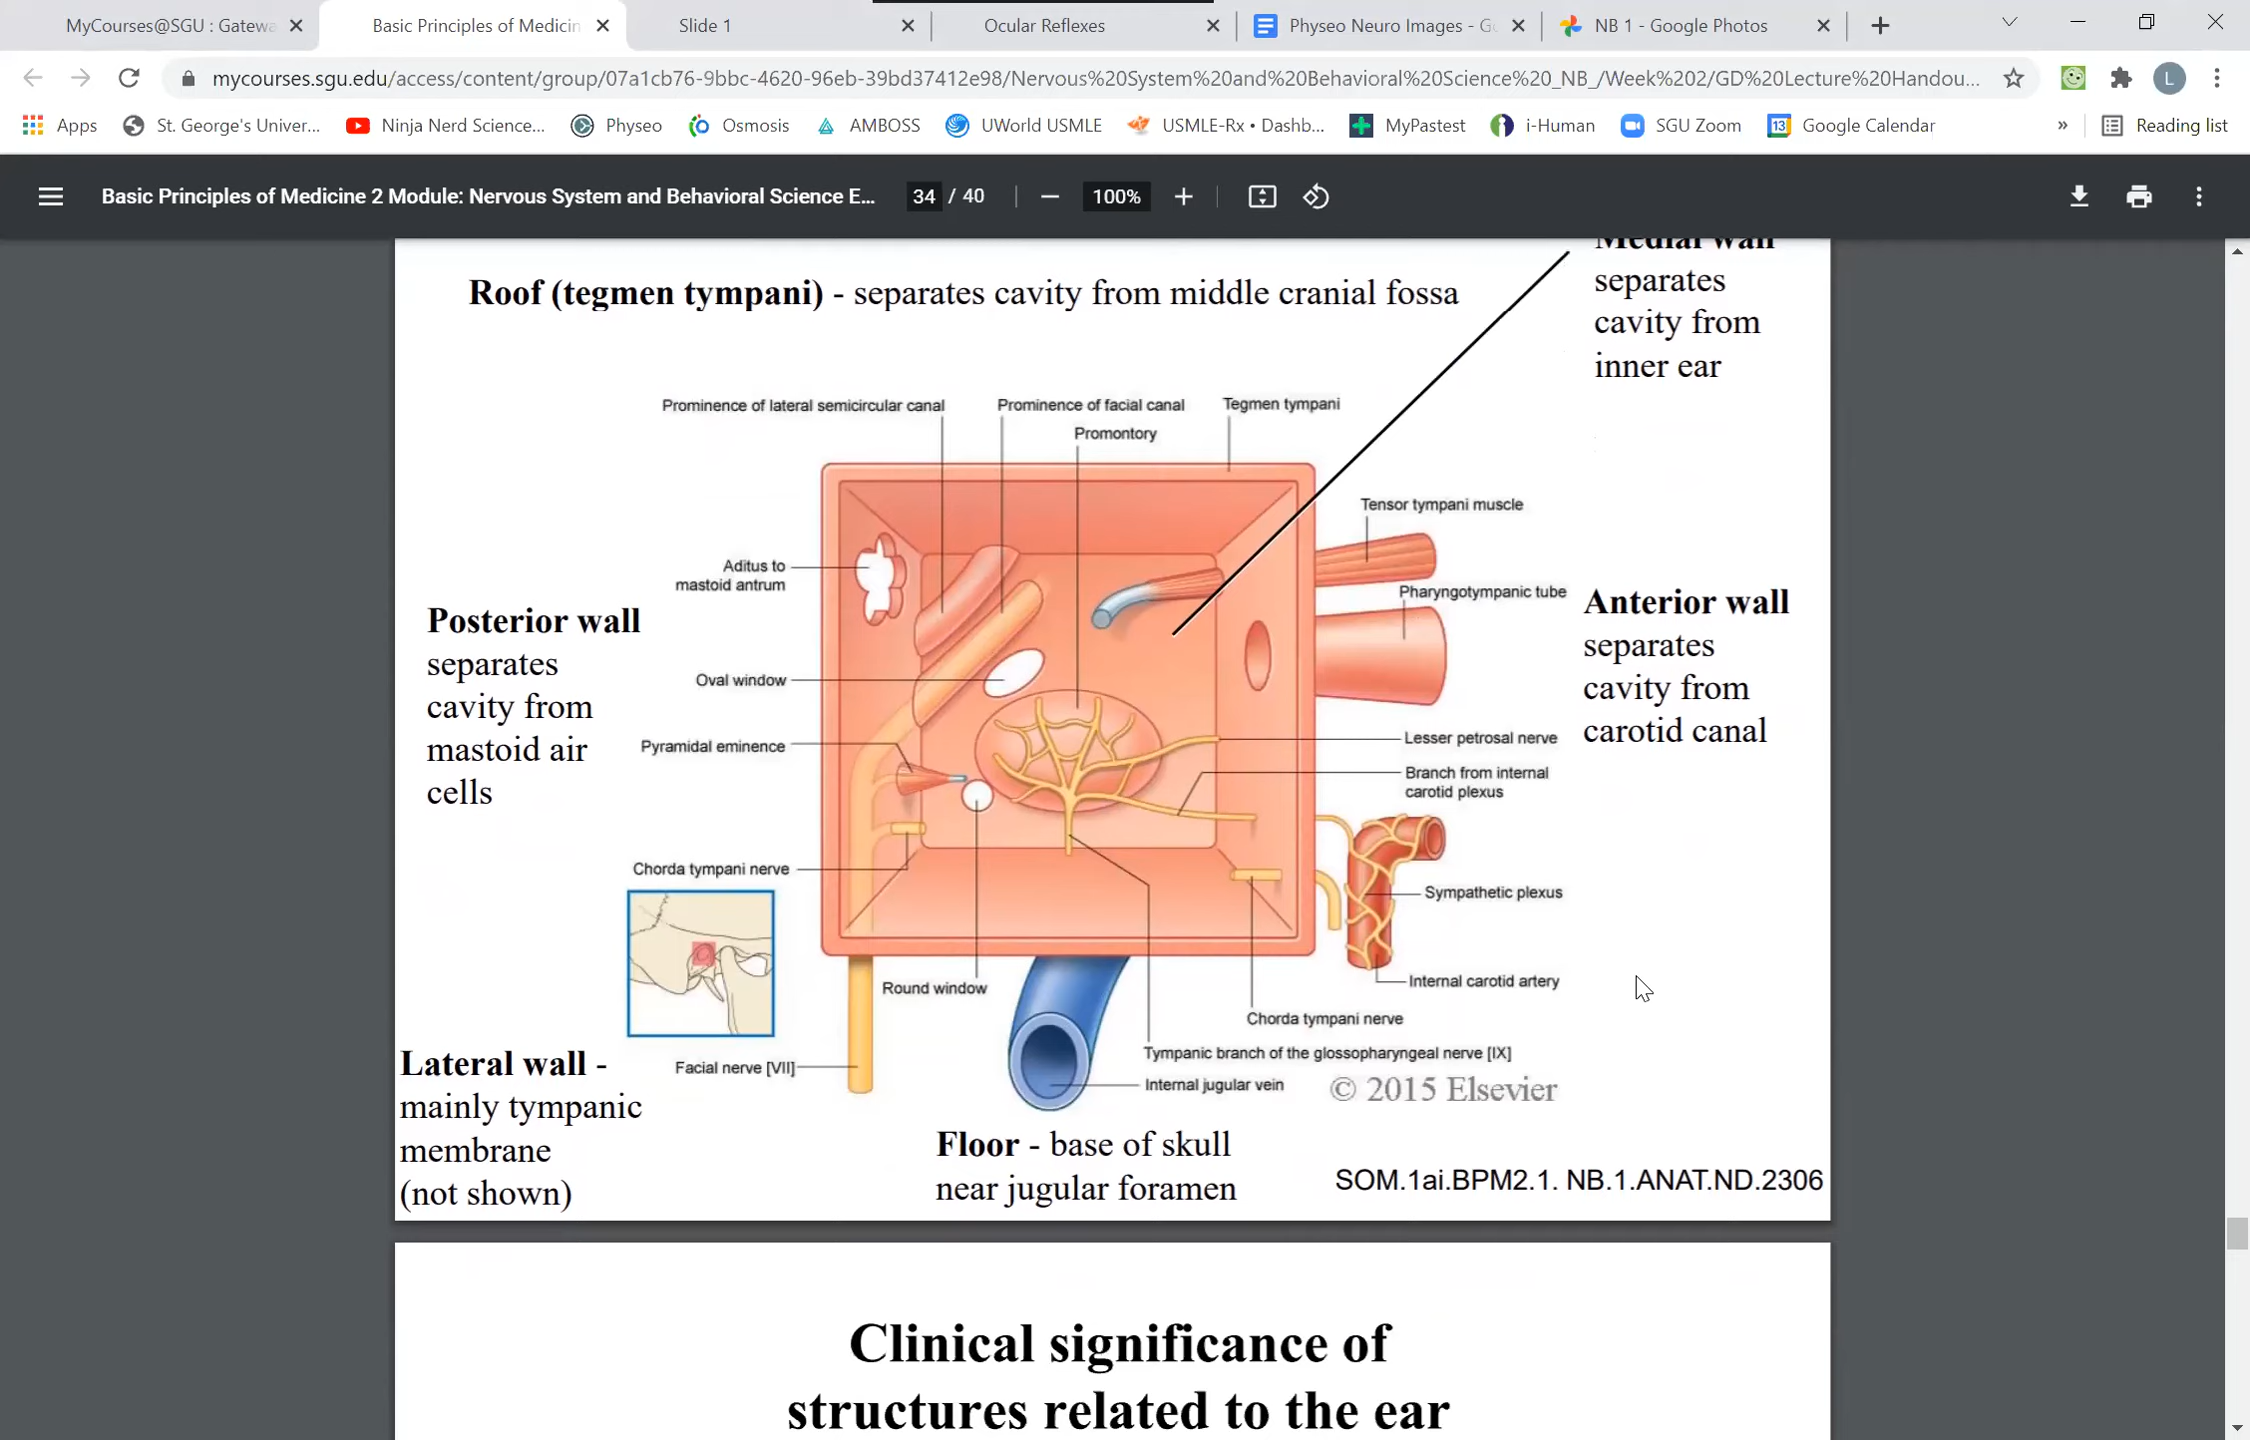 MyCourses@SGU : Gatewa
Basic Principles of Medicin
Slide 1
Ocular Reflexes
Physeo Neuro Images - Go
NB 1 - Google Photos
mycourses.sgu.edu/access/content/group/07a1cb76-9bbc-4620-96eb-39bd37412e98/Nervous%20System%20and%20Behavioral%20Science%20_NB_/Week%202/GD%20Lecture%20Handou...
L
Apps
St. George's Univer...
Ninja Nerd Science...
Physeo
Osmosis
AMBOSS
UWorld USMLE
USMLE-Rx • Dashb...
MyPastest
i-Human
SGU Zoom
13
Google Calendar
»
Reading list
Basic Principles of Medicine 2 Module: Nervous System and Behavioral Science E...
34 / 40
100%
Medial wall
separates
cavity from
inner ear
Roof (tegmen tympani) - separates cavity from middle cranial fossa
Prominence of lateral semicircular canal
Prominence of facial canal
Tegmen tympani
Promontory
Tensor tympani muscle
Aditus to
mastoid antrum
Pharyngotympanic tube
Posterior wall
separates
cavity from
mastoid air
cells
Anterior wall
separates
cavity from
carotid canal
Oval window
Pyramidal eminence
Lesser petrosal nerve
Branch from internal
carotid plexus
Chorda tympani nerve
Sympathetic plexus
Internal carotid artery
Round window
Chorda tympani nerve
Tympanic branch of the glossopharyngeal nerve [IX]
Facial nerve [VII]
Internal jugular vein
© 2015 Elsevier
Lateral wall -
mainly tympanic
membrane
(not shown)
Floor - base of skull
near jugular foramen
SOM.1ai.BPM2.1. NB.1.ANAT.ND.2306
Clinical significance of
structures related to the ear